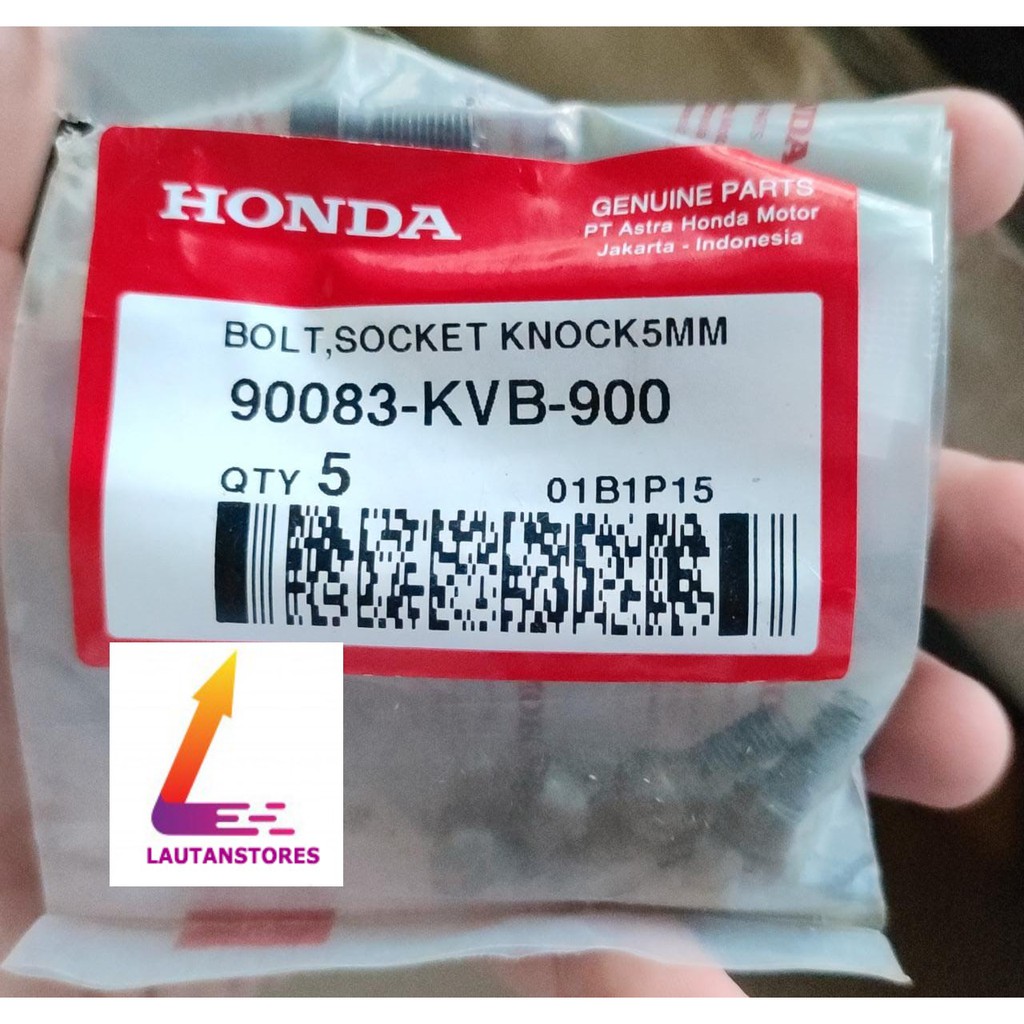 HONDA
HONDA
GENUINE PARTS
PT Astra Honda Motor
Jakarta - Indonesia
BOLT,SOCKET KNOCK5MM
90083-KVB-900
QTY 5
01B1P15
LAUTANSTORES